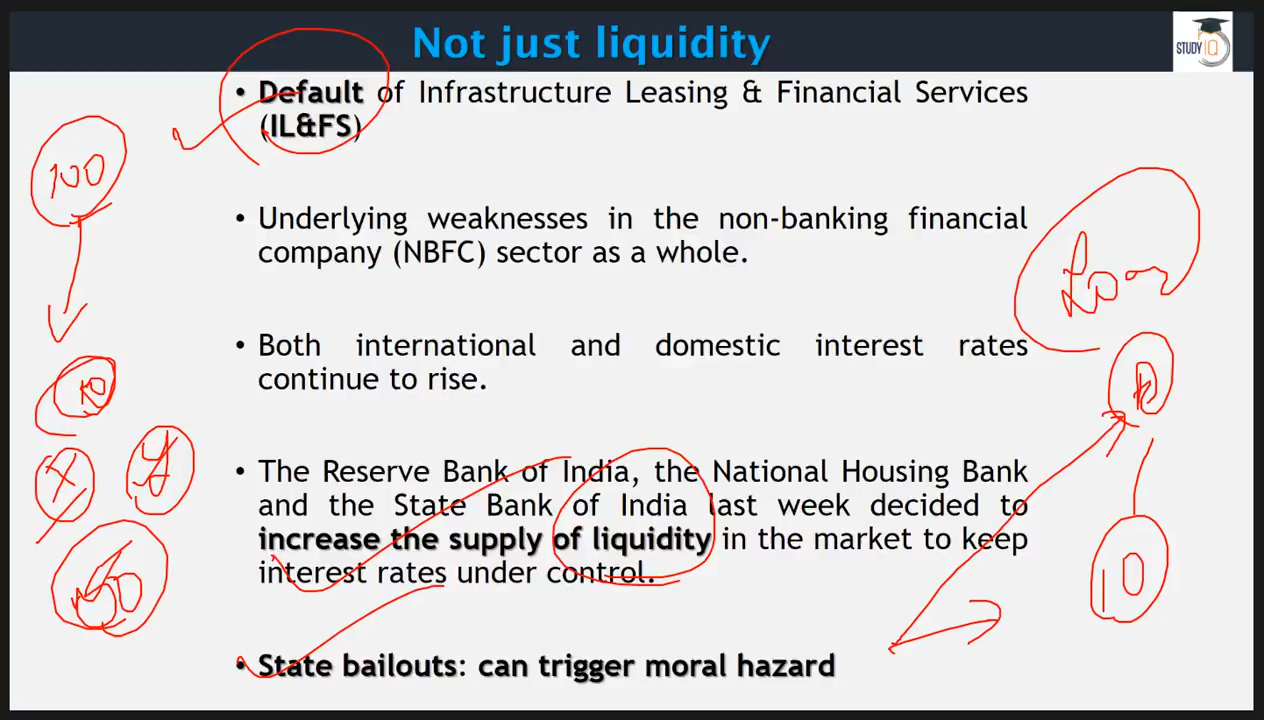 Not just liquidity
STUDY IQ
• Default of Infrastructure Leasing & Financial Services
(IL&FS)
100
• Underlying weaknesses in the non-banking financial
company (NBFC) sector as a whole.
Loan
• Both international and domestic interest rates
continue to rise.
10
10
• The Reserve Bank of India, the National Housing Bank
and the State Bank of India last week decided to
increase the supply of liquidity in the market to keep
interest rates under control.
X
y
10
• State bailouts: can trigger moral hazard